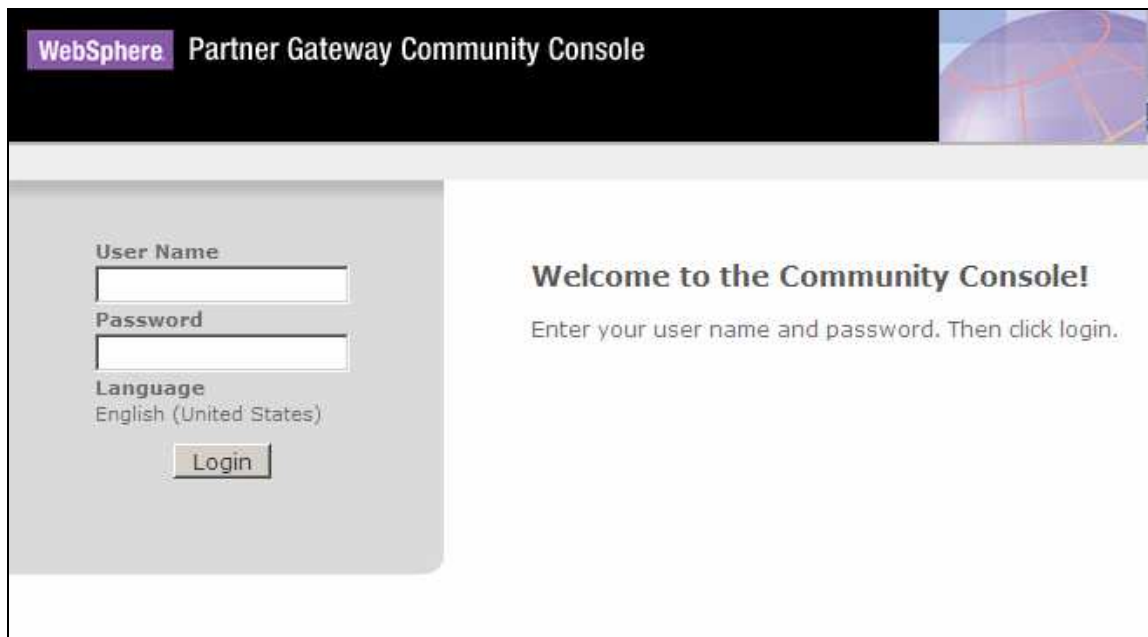 WebSphere. Partner Gateway Community Console
User Name
Password
Language
English (United States)
Login
Welcome to the Community Console!
Enter your user name and password. Then click login.